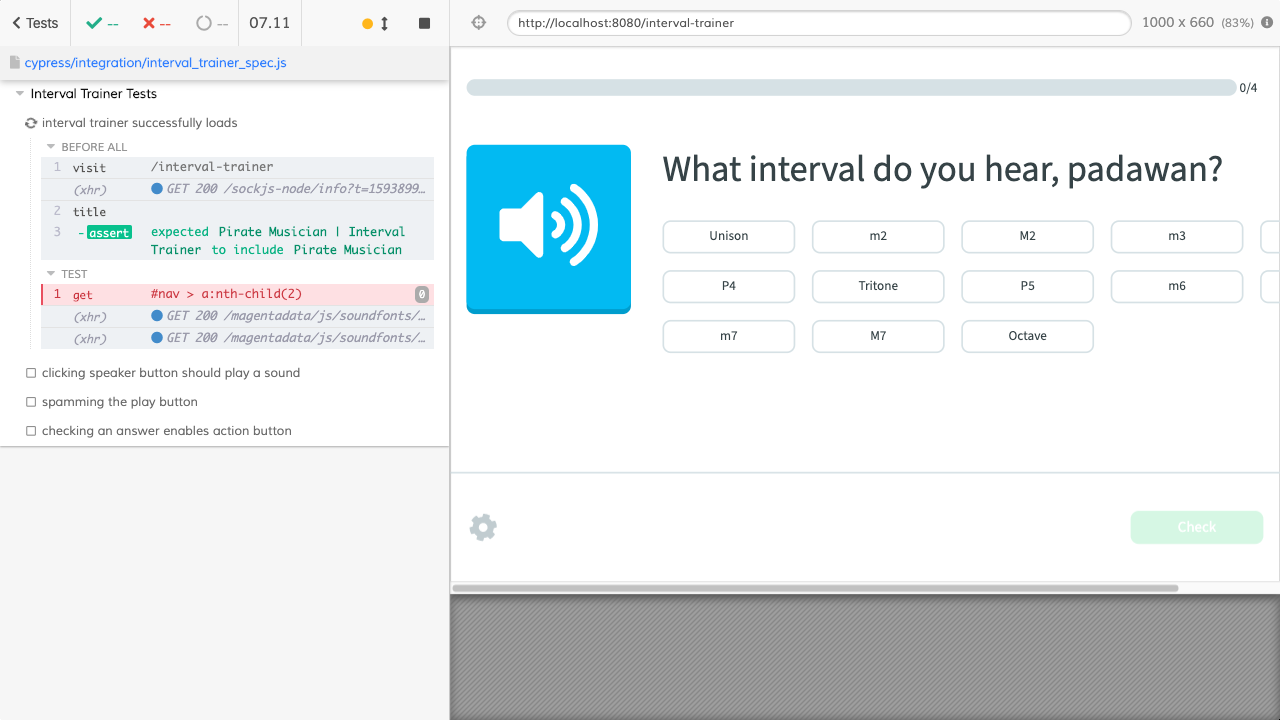 Tests
--
--
--
07.11
http://localhost:8080/interval-trainer
1000 x 660 (83%)
cypress/integration/interval_trainer_spec.js
Interval Trainer Tests
interval trainer successfully loads
BEFORE ALL
1 visit /interval-trainer
(xhr) GET 200 /sockjs-node/info?t=1593899…
2 title
3 - assert expected Pirate Musician | Interval
Trainer to include Pirate Musician
TEST
1 get #nav > a:nth-child(2) 0
(xhr) GET 200 /magentadata/js/soundfonts/…
(xhr) GET 200 /magentadata/js/soundfonts/…
clicking speaker button should play a sound
spamming the play button
checking an answer enables action button
0/4
What interval do you hear, padawan?
Unison m2 M2 m3
P4 Tritone P5 m6
m7 M7 Octave
Check